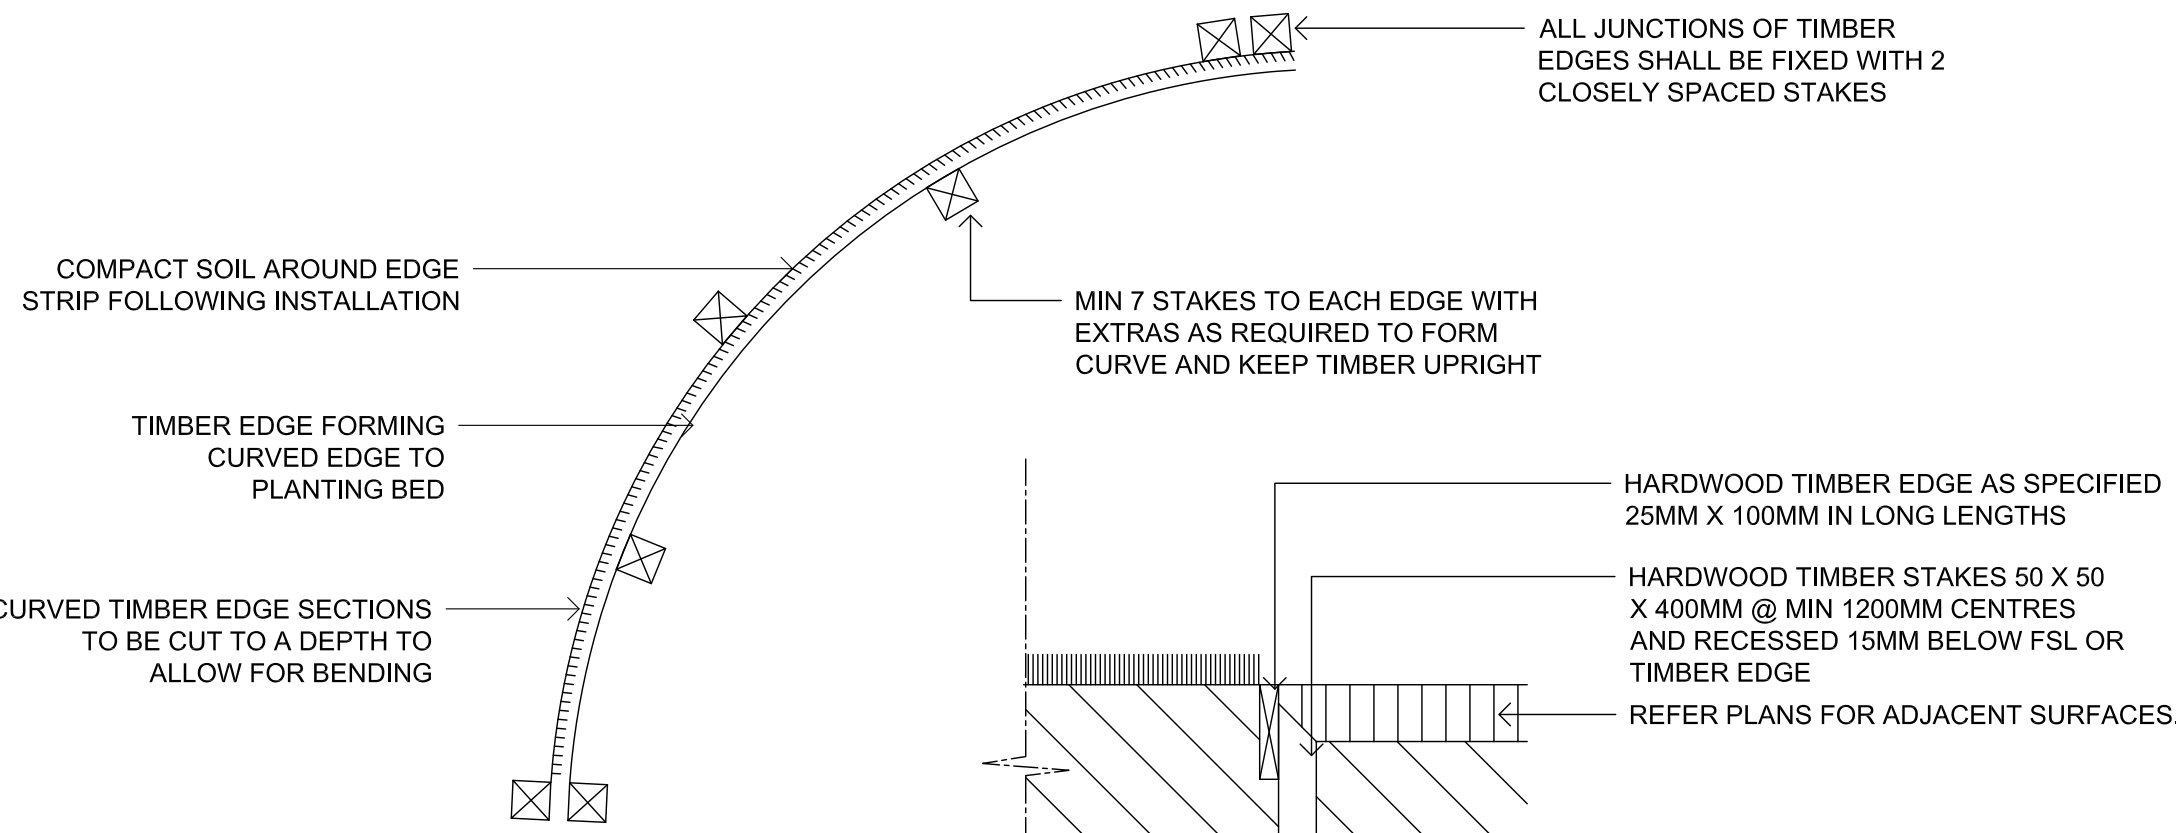 ALL JUNCTIONS OF TIMBER
EDGES SHALL BE FIXED WITH 2
CLOSELY SPACED STAKES
COMPACT SOIL AROUND EDGE
STRIP FOLLOWING INSTALLATION
MIN 7 STAKES TO EACH EDGE WITH
EXTRAS AS REQUIRED TO FORM
CURVE AND KEEP TIMBER UPRIGHT
TIMBER EDGE FORMING
CURVED EDGE TO
PLANTING BED
HARDWOOD TIMBER EDGE AS SPECIFIED
25MM X 100MM IN LONG LENGTHS
HARDWOOD TIMBER STAKES 50 X 50
X 400MM @ MIN 1200MM CENTRES
AND RECESSED 15MM BELOW FSL OR
TIMBER EDGE
CURVED TIMBER EDGE SECTIONS
TO BE CUT TO A DEPTH TO
ALLOW FOR BENDING
REFER PLANS FOR ADJACENT SURFACES.